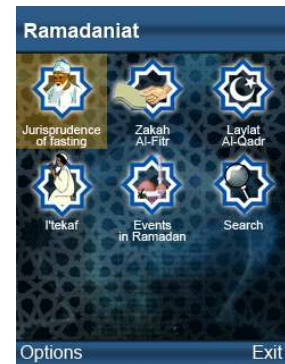 Ramadaniat
Jurisprudence
of fasting
Zakah
Al-Fitr
Laylat
Al-Qadr
I'tekaf
Events
in Ramadan
Search
Options
Exit